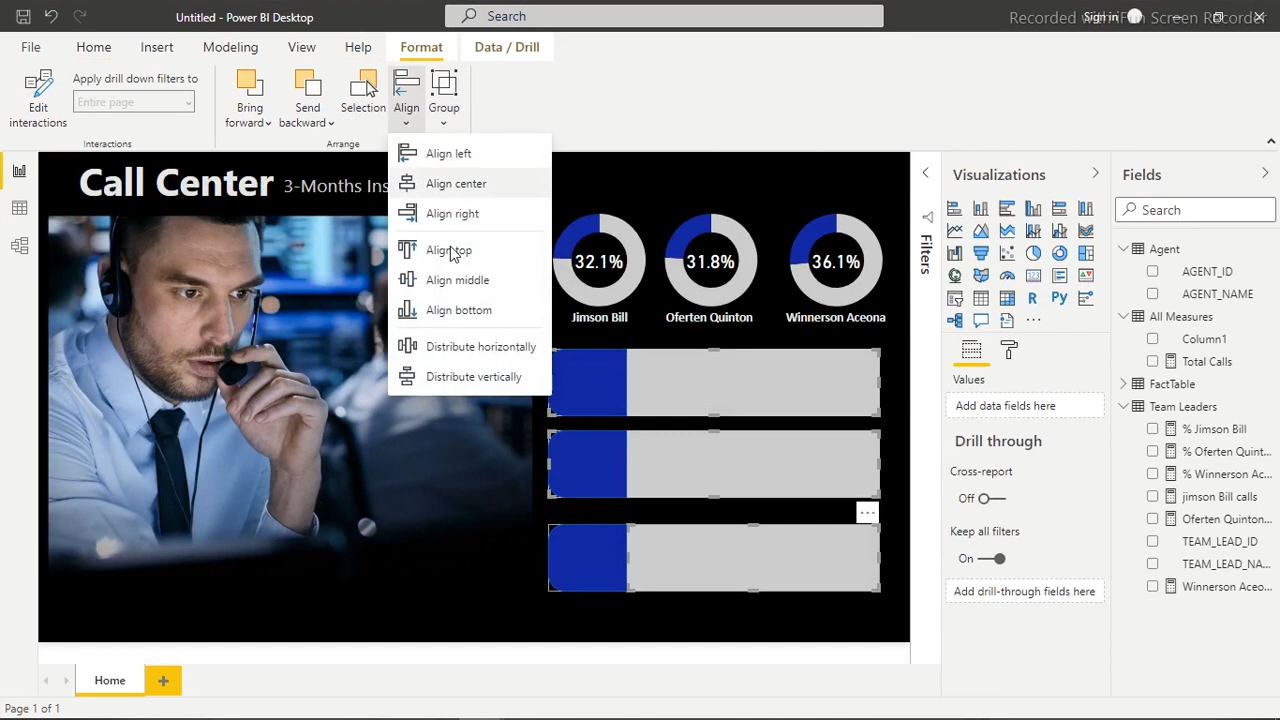 Untitled - Power BI Desktop
Search
Recorded with iFun Screen Recorder
Sign in
File
Home
Insert
Modeling
View
Help
Format
Data / Drill
Edit
interactions
Apply drill down filters to
Entire page
Interactions
Bring
forward
Send
backward
Selection
Align
Group
Arrange
Align left
Align center
Align right
Align top
Align middle
Align bottom
Distribute horizontally
Distribute vertically
Call Center 3-Months Ins
32.1%
31.8%
36.1%
Jimson Bill
Oferten Quinton
Winnerson Aceona
...
Filters
Visualizations
R
Py
...
Values
Add data fields here
Drill through
Cross-report
Off
Keep all filters
On
Add drill-through fields here
Fields
Search
Agent
AGENT_ID
AGENT_NAME
All Measures
Column1
Total Calls
FactTable
Team Leaders
% Jimson Bill
% Oferten Quint...
% Winnerson Ac...
jimson Bill calls
Oferten Quinton...
TEAM_LEAD_ID
TEAM_LEAD_NA...
Winnerson Aceo...
Home
Page 1 of 1